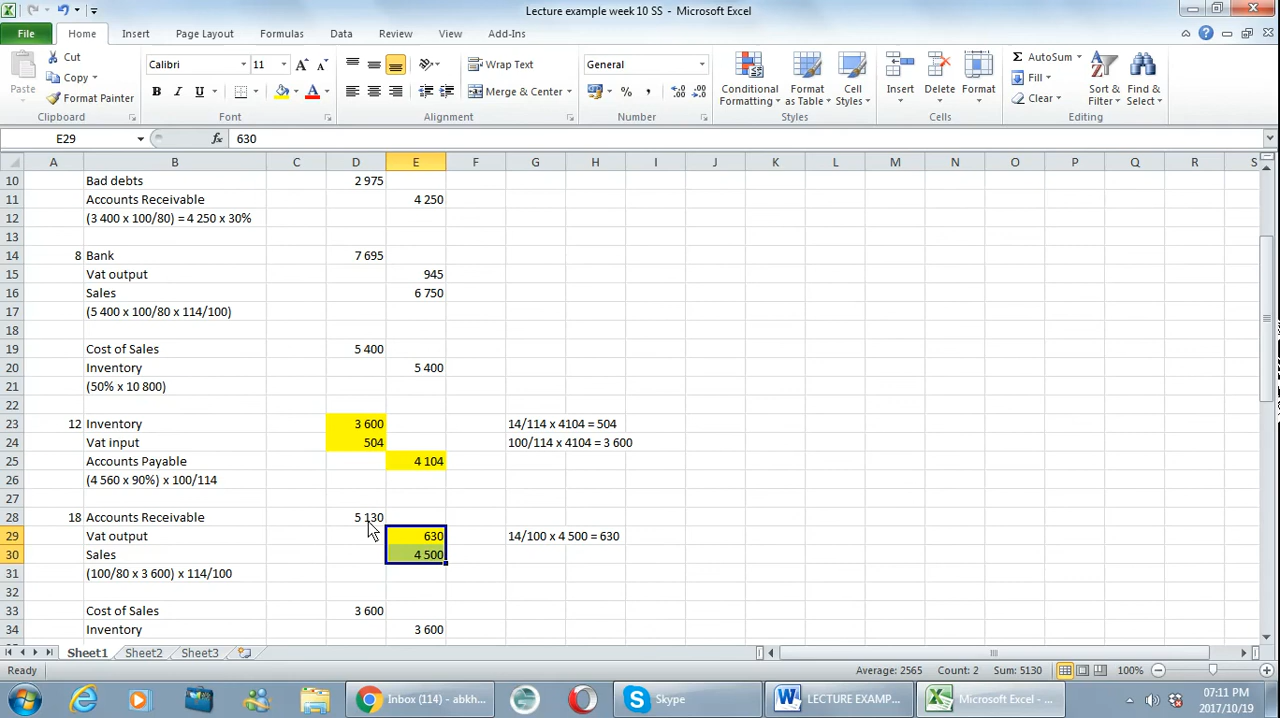 Lecture example week 10 SS - Microsoft Excel
File Home Insert Page Layout Formulas Data Review View Add-Ins
Paste Cut Copy Format Painter
Calibri 11
Wrap Text
Merge & Center
General
Conditional Formatting
Format as Table
Cell Styles
Insert Delete Format
AutoSum
Fill
Clear
Sort & Filter
Find & Select
Clipboard Font Alignment Number Styles Cells Editing
E29 fx 630
A B C D E F G H I J K L M N O P Q R S
10 Bad debts 2 975
11 Accounts Receivable 4 250
12 (3 400 x 100/80) = 4 250 x 30%
13
14 8 Bank 7 695
15 Vat output 945
16 Sales 6 750
17 (5 400 x 100/80 x 114/100)
18
19 Cost of Sales 5 400
20 Inventory 5 400
21 (50% x 10 800)
22
23 12 Inventory 3 600 14/114 x 4104 = 504
24 Vat input 504 100/114 x 4104 = 3 600
25 Accounts Payable 4 104
26 (4 560 x 90%) x 100/114
27
28 18 Accounts Receivable 5 130
29 Vat output 630 14/100 x 4 500 = 630
30 Sales 4 500
31 (100/80 x 3 600) x 114/100
32
33 Cost of Sales 3 600
34 Inventory 3 600
Sheet1 Sheet2 Sheet3
Ready Average: 2565 Count: 2 Sum: 5130 100%
Inbox (114) - abkh... Skype LECTURE EXAMP... Microsoft Excel - ... 07:11 PM
2017/10/19